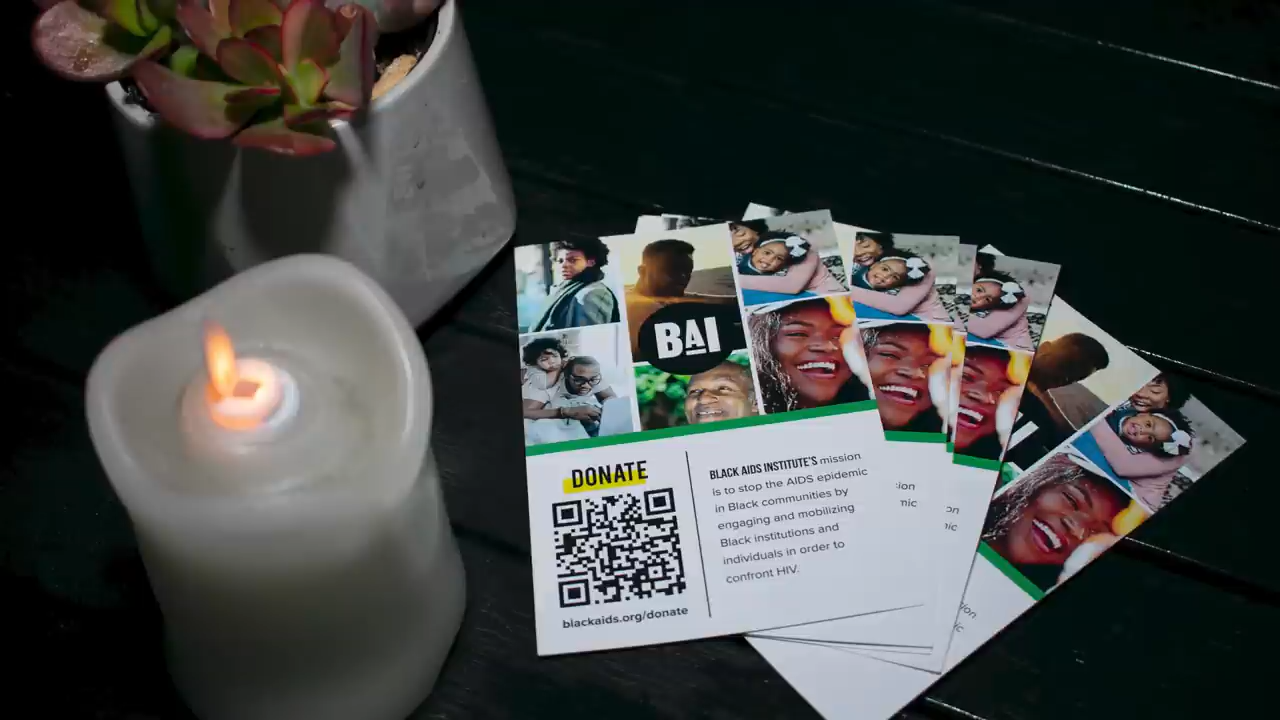 BAI
DONATE
blackaids.org/donate
BLACK AIDS INSTITUTE'S mission
is to stop the AIDS epidemic
in Black communities by
engaging and mobilizing
Black institutions and
individuals in order to
confront HIV.